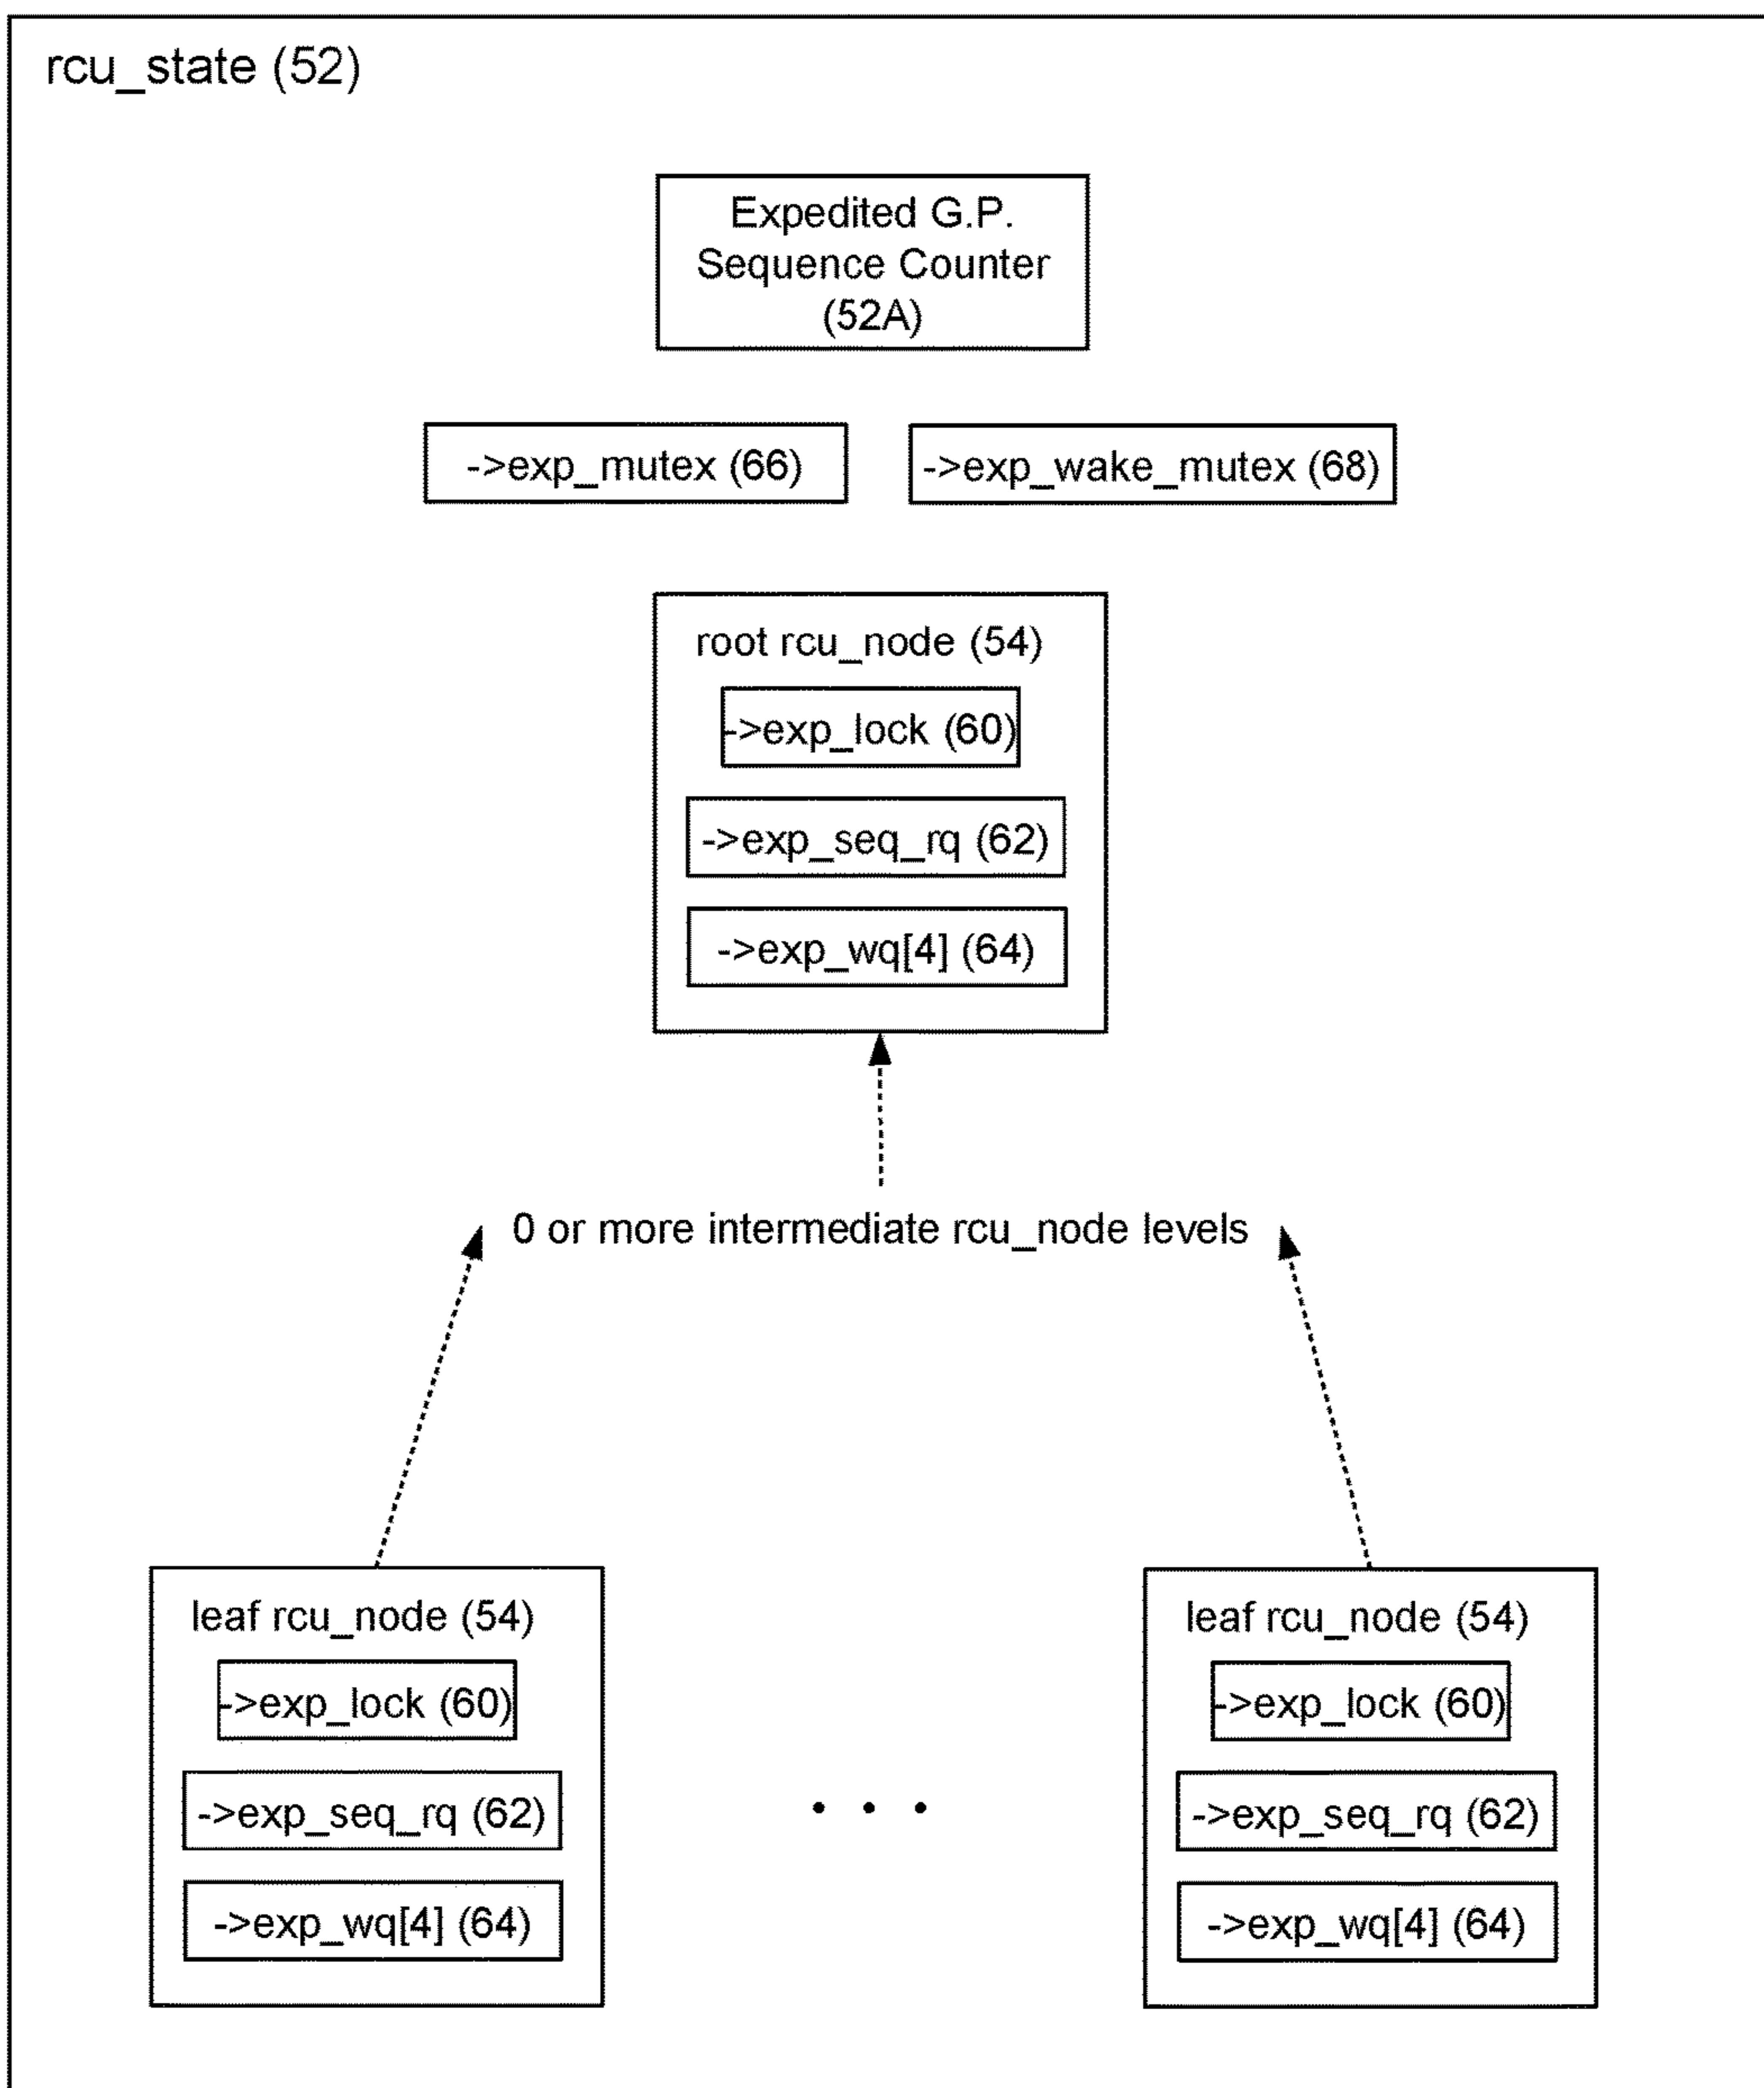 rcu_state (52)
Expedited G.P.
Sequence Counter
(52A)
->exp_mutex (66)
->exp_wake_mutex (68)
root rcu_node (54)
->exp_lock (60)
->exp_seq_rq (62)
->exp_wq[4] (64)
0 or more intermediate rcu_node levels
leaf rcu_node (54)
->exp_lock (60)
->exp_seq_rq (62)
->exp_wq[4] (64)
. . .
leaf rcu_node (54)
->exp_lock (60)
->exp_seq_rq (62)
->exp_wq[4] (64)